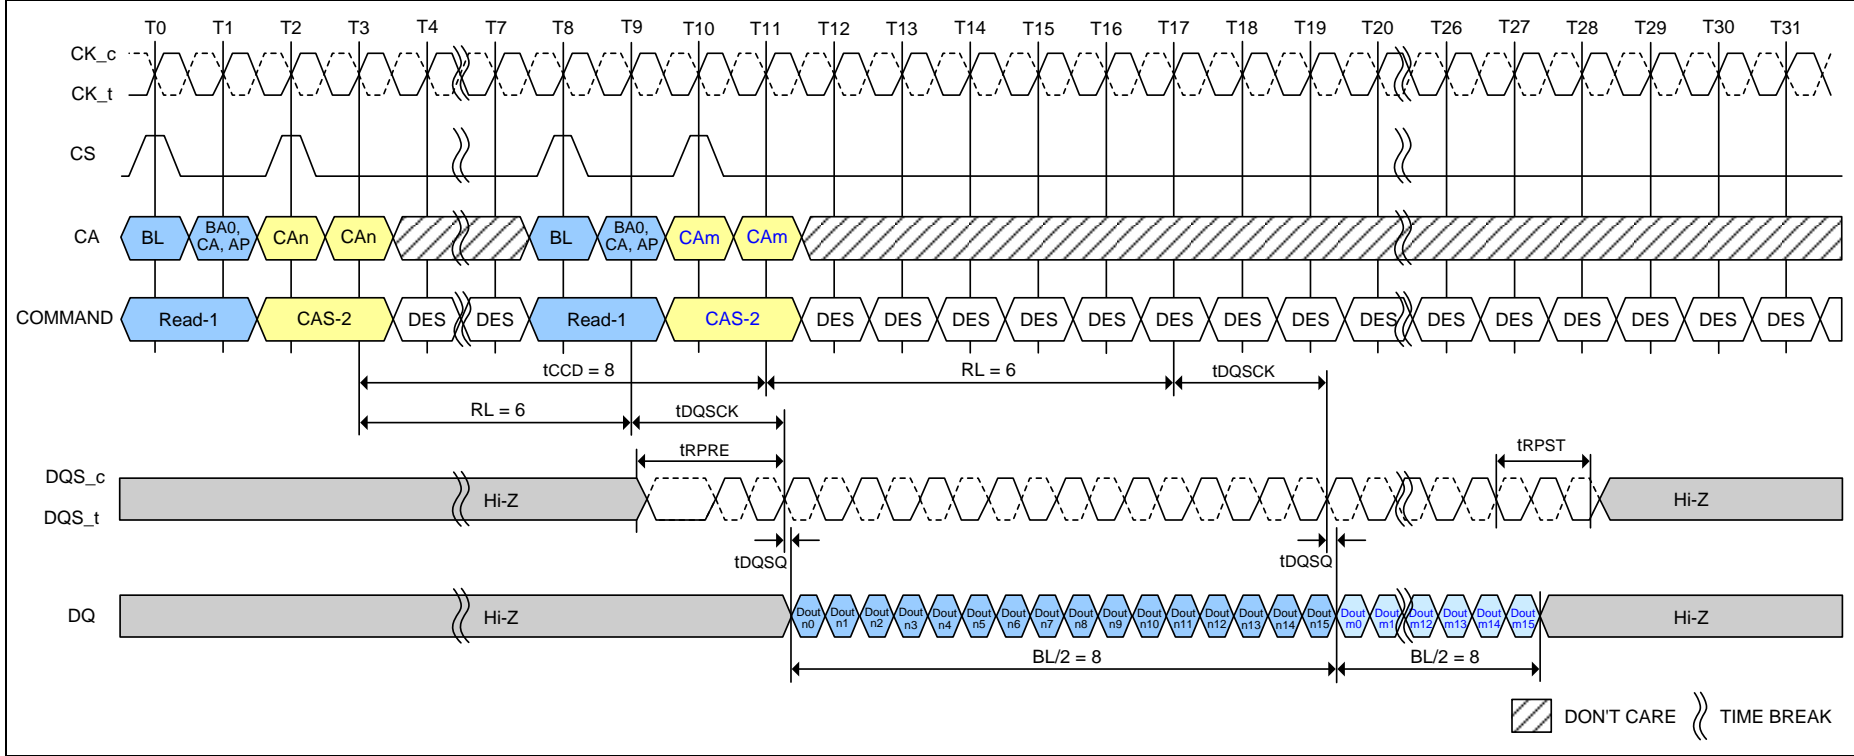 T0 T1 T2 T3 T4 T7 T8 T9 T10 T11 T12 T13 T14 T15 T16 T17 T18 T19 T20 T26 T27 T28 T29 T30 T31
CK_c
CK_t
CS
CA BL BA0, CA, AP CAn CAn BL BA0, CA, AP CAm CAm
COMMAND Read-1 CAS-2 DES DES Read-1 CAS-2 DES DES DES DES DES DES DES DES DES DES DES DES DES DES DES
tCCD = 8 RL = 6 tDQSCK
RL = 6 tDQSCK
tRPRE tRPST
DQS_c
Hi-Z Hi-Z
DQS_t
tDQSQ tDQSQ
DQ Hi-Z Dout n0 Dout n1 Dout n2 Dout n3 Dout n4 Dout n5 Dout n6 Dout n7 Dout n8 Dout n9 Dout n10 Dout n11 Dout n12 Dout n13 Dout n14 Dout n15 Dout m0 Dout m1 Dout m12 Dout m13 Dout m14 Dout m15 Hi-Z
BL/2 = 8 BL/2 = 8
DON'T CARE TIME BREAK